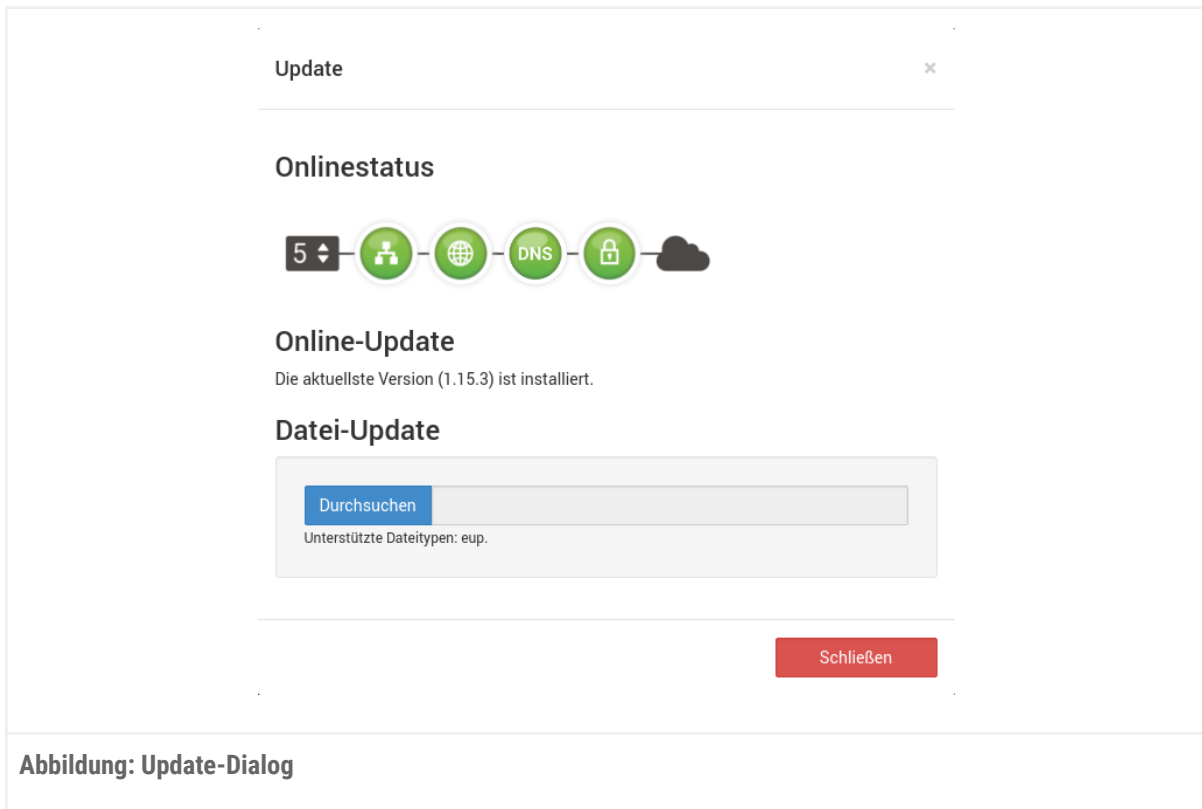 Update
×
Onlinestatus
5
DNS
Online-Update
Die aktuellste Version (1.15.3) ist installiert.
Datei-Update
Durchsuchen
Unterstützte Dateitypen: eup.
Schließen
Abbildung: Update-Dialog